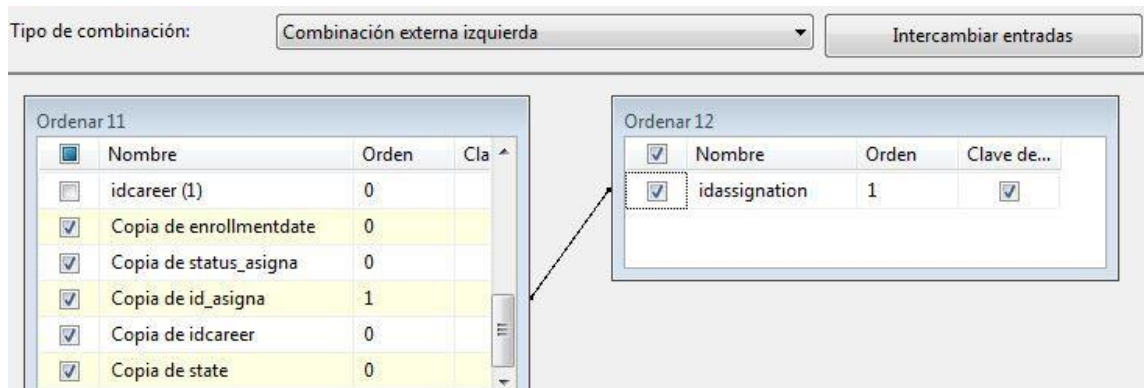 Tipo de combinación: Combinación externa izquierda Intercambiar entradas
Ordenar 11
Nombre Orden Cla
idcareer (1) 0
Copia de enrollmentdate 0
Copia de status_asigna 0
Copia de id_asigna 1
Copia de idcareer 0
Copia de state 0
Ordenar 12
Nombre Orden Clave de...
idassignation 1